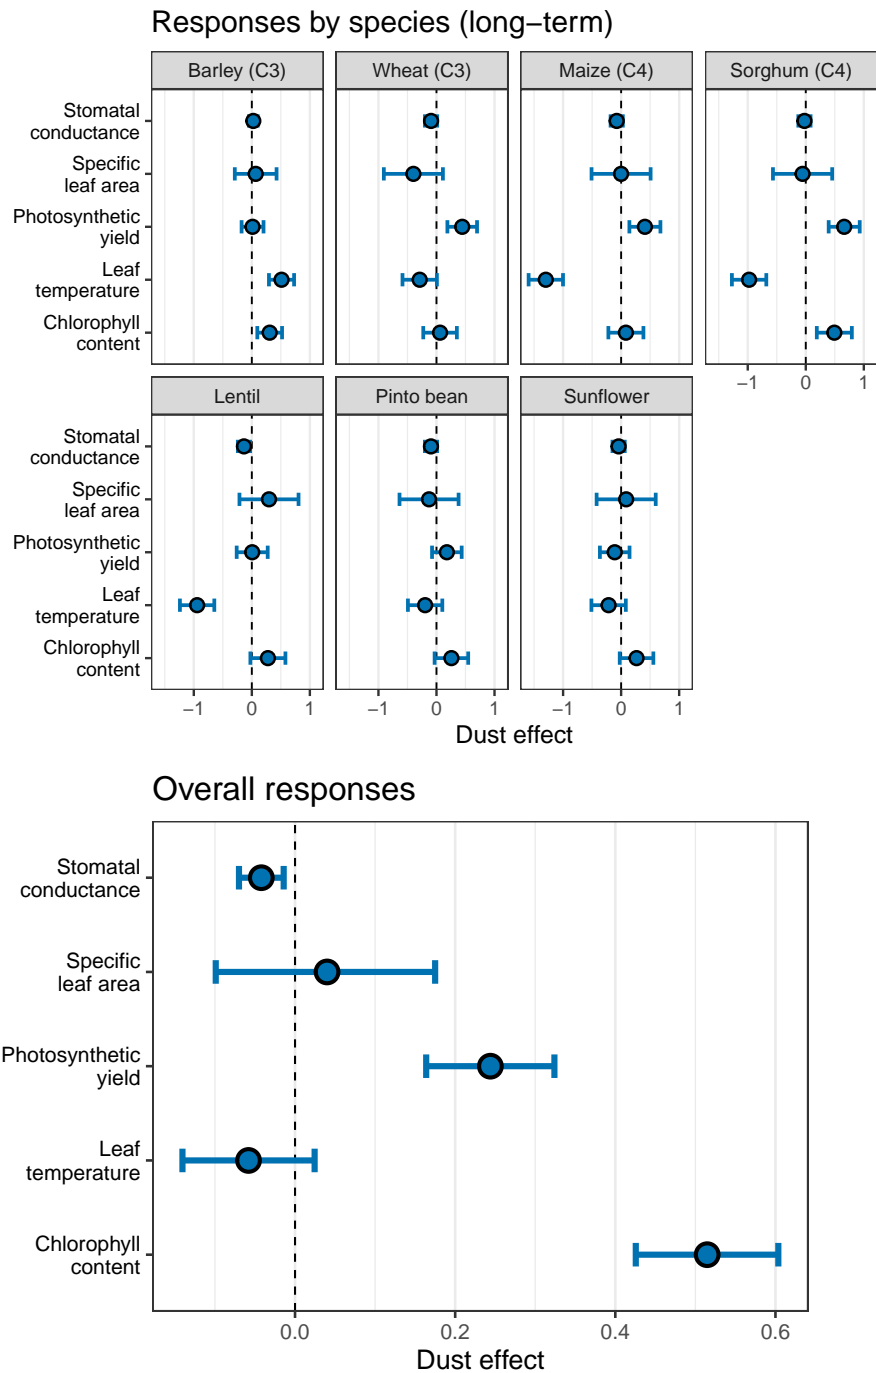 Responses by species (long−term)
Barley (C3)
Wheat (C3)
Maize (C4)
Sorghum (C4)
Stomatal
conductance
Specific
leaf area
Photosynthetic
yield
Leaf
temperature
Chlorophyll
content
−1 0 1
Lentil
Pinto bean
Sunflower
Stomatal
conductance
Specific
leaf area
Photosynthetic
yield
Leaf
temperature
Chlorophyll
content
−1 0 1
−1 0 1
−1 0 1
Dust effect
Overall responses
Stomatal
conductance
Specific
leaf area
Photosynthetic
yield
Leaf
temperature
Chlorophyll
content
0.0 0.2 0.4 0.6
Dust effect